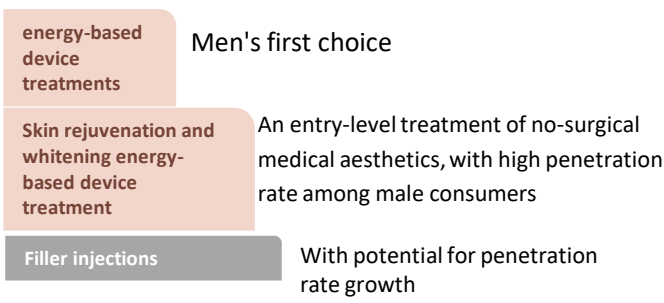 energy-based
device
treatments
Men's first choice
Skin rejuvenation and
whitening energy-
based device
treatment
An entry-level treatment of no-surgical
medical aesthetics, with high penetration
rate among male consumers
Filler injections
With potential for penetration
rate growth